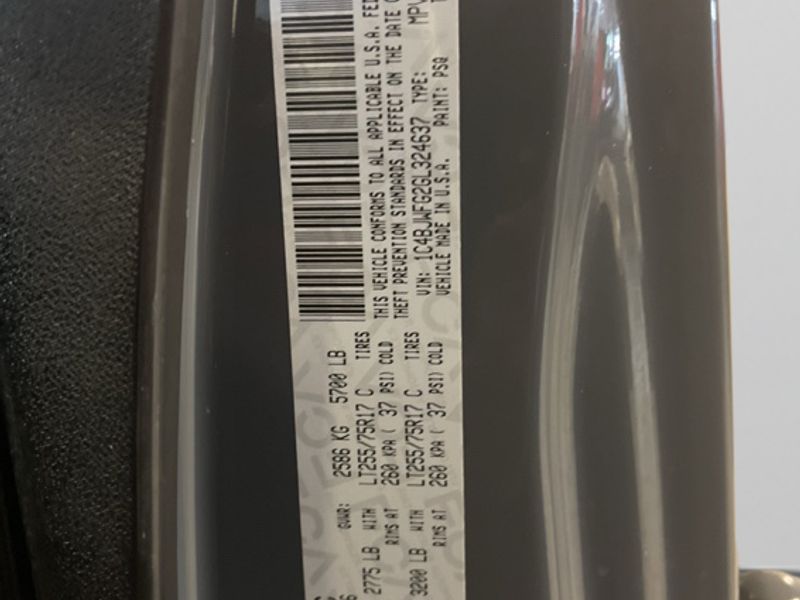 GVWR: 2586 KG 5700 LB
2775 LB WITH LT255/75R17 C TIRES
RIMS AT 260 KPA ( 37 PSI) COLD
3200 LB WITH LT255/75R17 C TIRES
RIMS AT 260 KPA ( 37 PSI) COLD
THIS VEHICLE CONFORMS TO ALL APPLICABLE U.S.A.
THEFT PREVENTION STANDARDS IN EFFECT ON THE DATE
VIN: 1C4BJWFG2GL324637 TYPE: MPV
VEHICLE MADE IN U.S.A. PAINT: PSQ